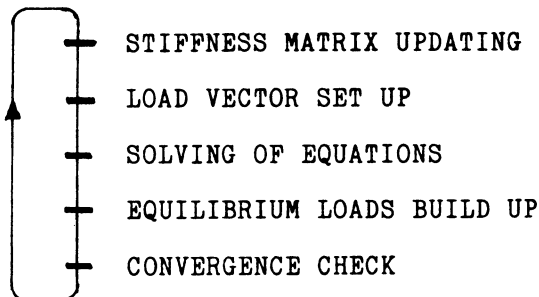 STIFFNESS MATRIX UPDATING
LOAD VECTOR SET UP
SOLVING OF EQUATIONS
EQUILIBRIUM LOADS BUILD UP
CONVERGENCE CHECK